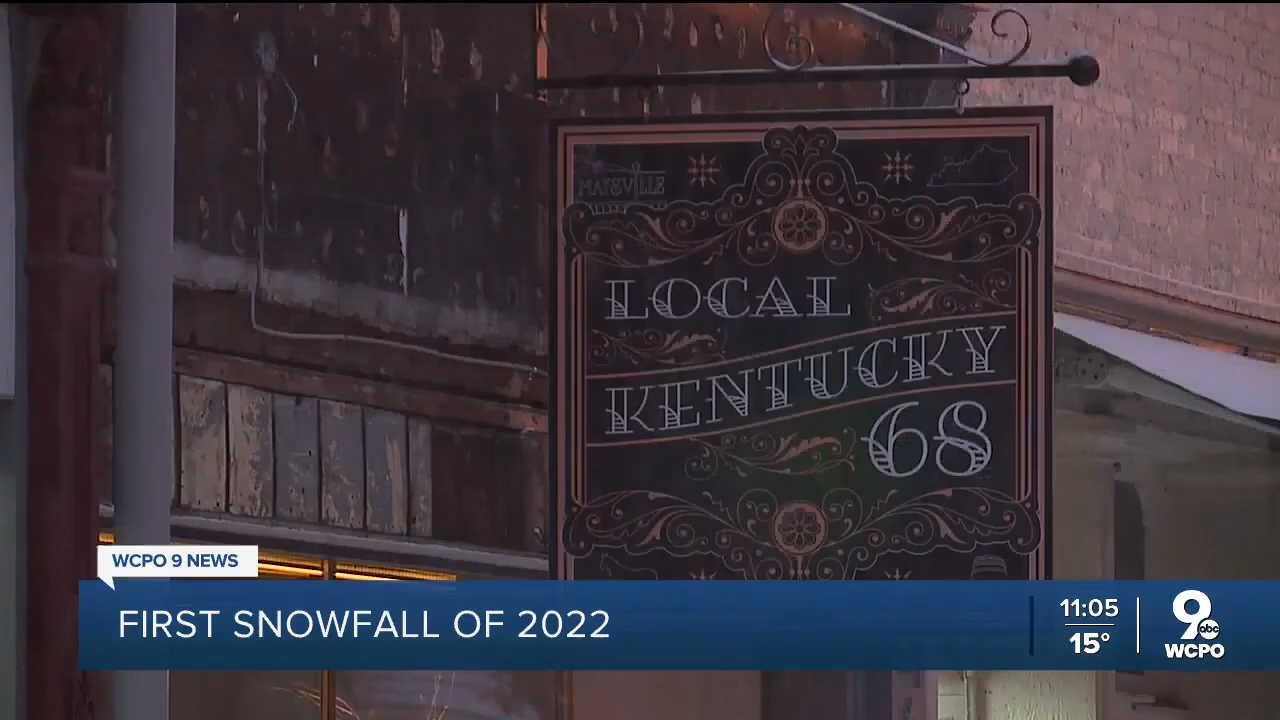 MAYSVILLE
LOCAL
KENTUCKY
68
WCPO 9 NEWS
FIRST SNOWFALL OF 2022
11:05
15°
9
abc
WCPO